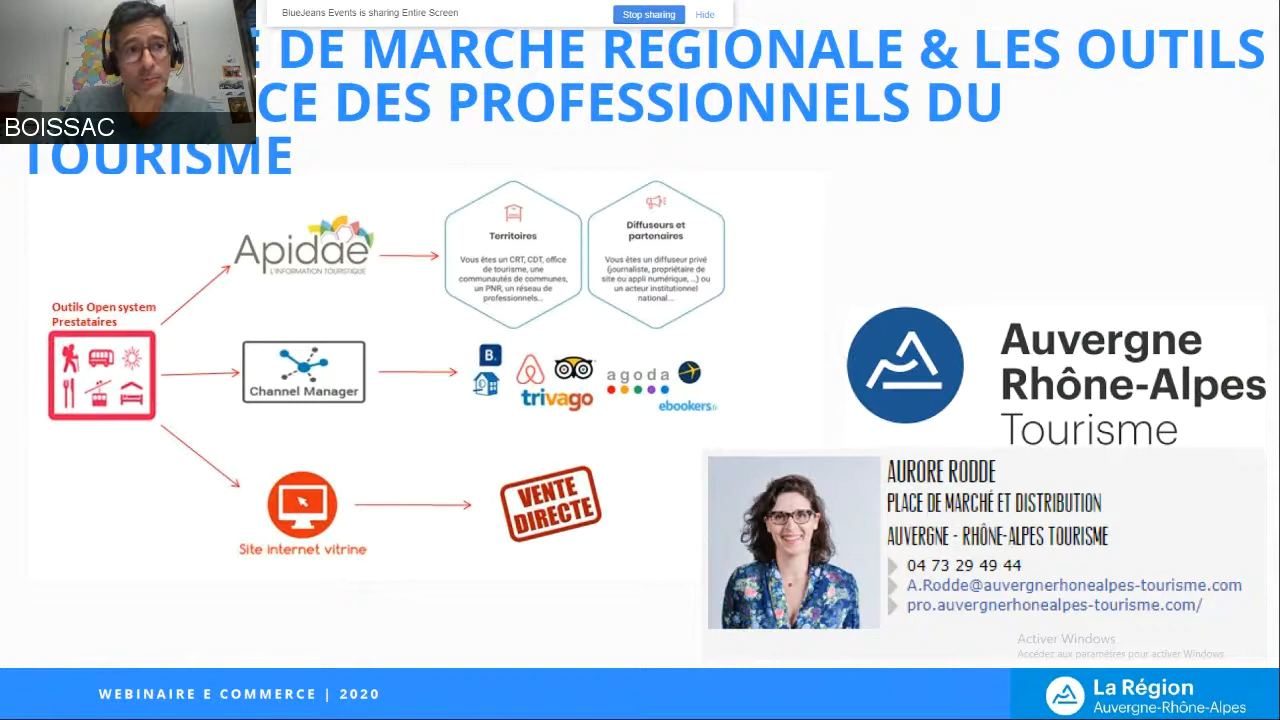 BlueJeans Events is sharing Entire Screen
Stop sharing
Hide
BOISSAC
DE MARCHE REGIONALE & LES OUTILS
CE DES PROFESSIONNELS DU
TOURISME
Apidae
L'INFORMATION TOURISTIQUE
Territoires
Vous êtes un CRT, CDT, office
de tourisme, une
communautés de communes,
un PNR, un réseau de
professionnels...
Diffuseurs et
partenaires
Vous êtes un diffuseur privé
(journaliste, propriétaire de
site ou appli numérique, ...) ou
un acteur institutionnel
national...
Outils Open system
Prestataires
Channel Manager
B.
trivago
agoda
ebookers.fr
Site internet vitrine
VENTE
DIRECTE
Auvergne
Rhône-Alpes
Tourisme
AURORE RODDE
PLACE DE MARCHÉ ET DISTRIBUTION
AUVERGNE - RHÔNE-ALPES TOURISME
04 73 29 49 44
A.Rodde@auvergnerhonealpes-tourisme.com
pro.auvergnerhonealpes-tourisme.com/
Activer Windows
Accédez aux paramètres pour activer Windows.
WEBINAIRE E COMMERCE | 2020
La Région
Auvergne-Rhône-Alpes